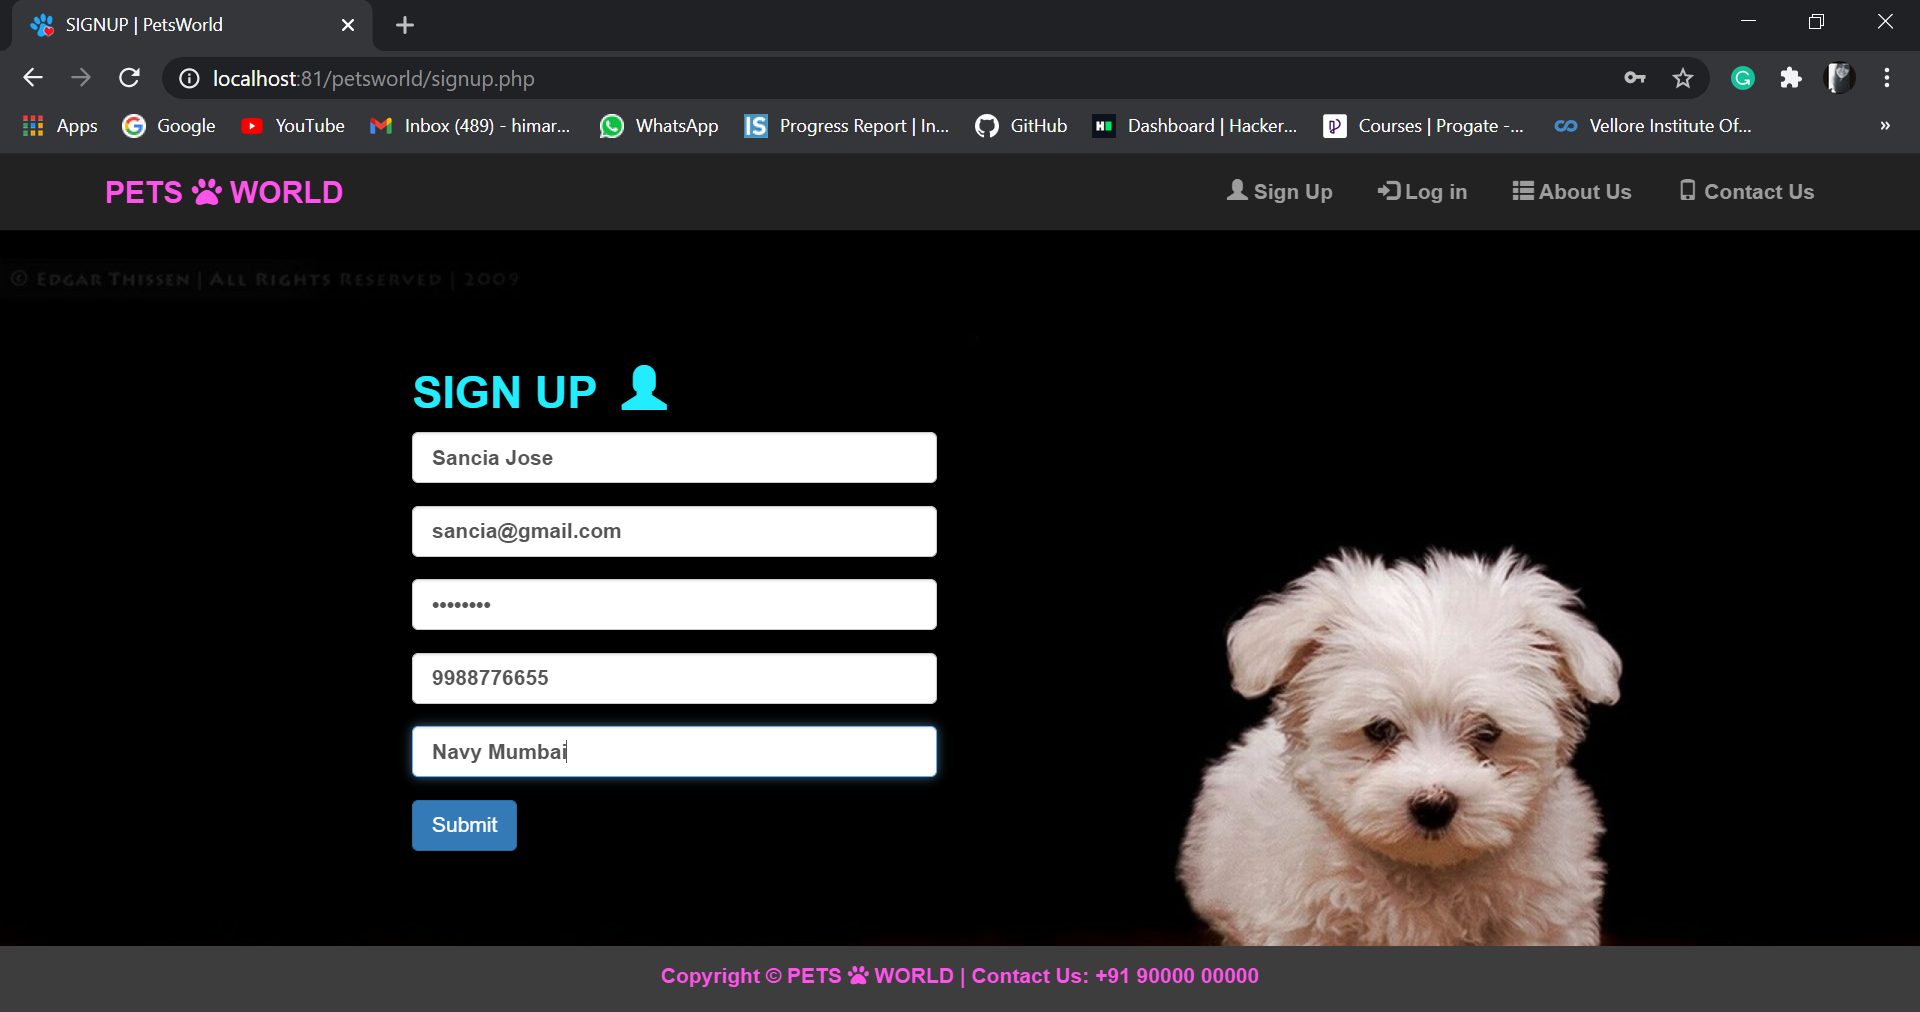 SIGNUP | PetsWorld
localhost:81/petsworld/signup.php
Apps Google YouTube Inbox (489) - himar... WhatsApp Progress Report | In... GitHub Dashboard | Hacker... Courses | Progate -... Vellore Institute Of... »
PETS WORLD Sign Up Log in About Us Contact Us
© EDGAR THISSEN | ALL RIGHTS RESERVED | 2009
SIGN UP
Sancia Jose
sancia@gmail.com
••••••••
9988776655
Navy Mumbai
Submit
Copyright © PETS WORLD | Contact Us: +91 90000 00000